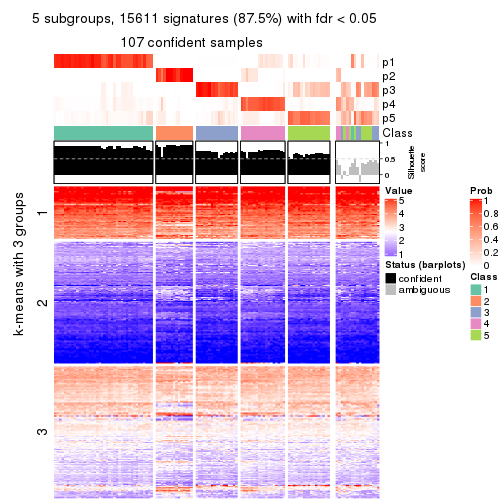 5 subgroups, 15611 signatures (87.5%) with fdr < 0.05
107 confident samples
p1
p2
p3
p4
p5
Class
1
0.5
0
Silhouette
score
k-means with 3 groups
1
2
3
Value
5
4
3
2
1
Status (barplots)
confident
ambiguous
Prob
1
0.8
0.6
0.4
0.2
0
Class
1
2
3
4
5